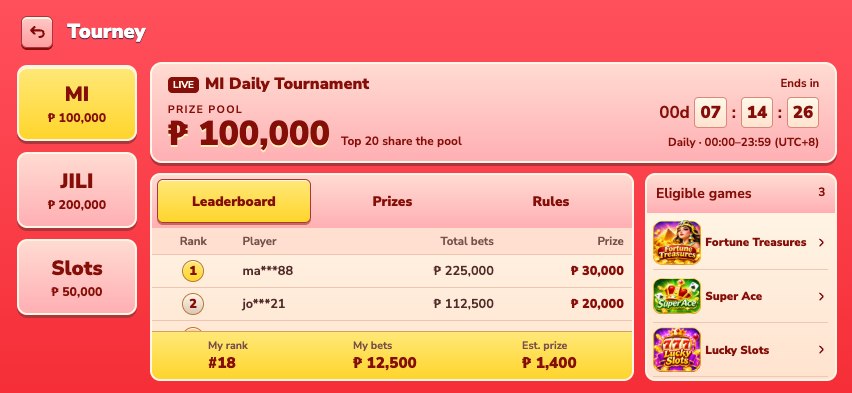 Tourney
MI
₱ 100,000
JILI
₱ 200,000
Slots
₱ 50,000
LIVE MI Daily Tournament
PRIZE POOL
₱ 100,000 Top 20 share the pool
Ends in
00d 07 : 14 : 26
Daily · 00:00–23:59 (UTC+8)
Leaderboard Prizes Rules
Rank Player Total bets Prize
1 ma***88 ₱ 225,000 ₱ 30,000
2 jo***21 ₱ 112,500 ₱ 20,000
My rank My bets Est. prize
#18 ₱ 12,500 ₱ 1,400
Eligible games 3
Fortune Treasures
Fortune Treasures
Super Ace
Super Ace
777
Lucky Slots
Lucky Slots